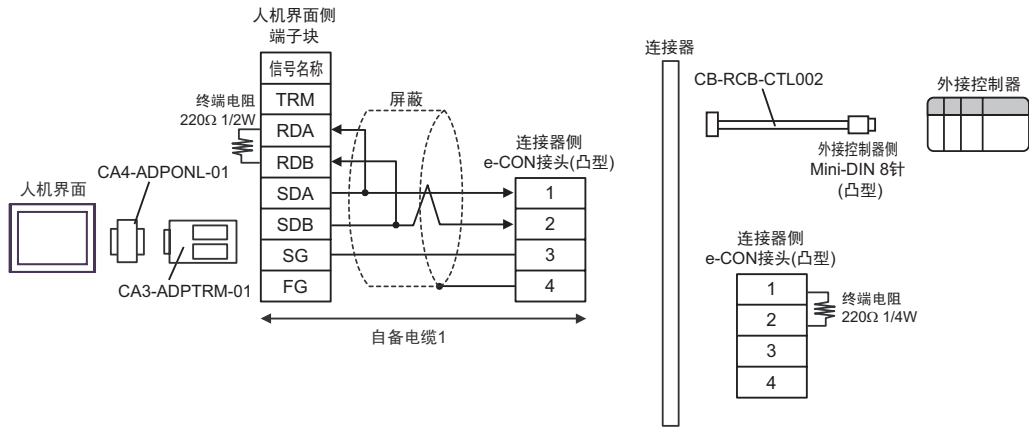 人机界面
CA4-ADPONL-01
CA3-ADPTRM-01
人机界面侧
端子块
信号名称
TRM
RDA
RDB
SDA
SDB
SG
FG
终端电阻
220Ω 1/2W
屏蔽
连接器侧
e-CON接头(凸型)
1
2
3
4
自备电缆1
连接器
CB-RCB-CTL002
外接控制器
外接控制器侧
Mini-DIN 8针
(凸型)
连接器侧
e-CON接头(凸型)
1
2
3
4
终端电阻
220Ω 1/4W